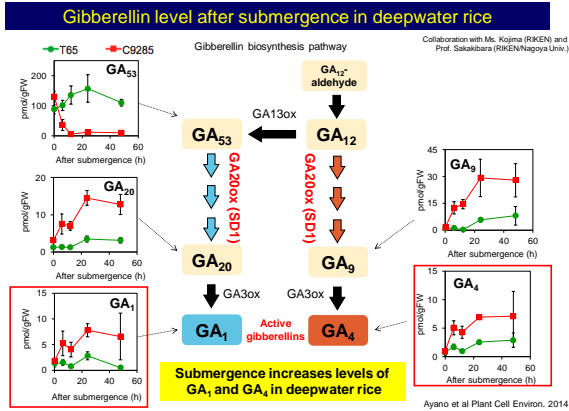 Gibberellin level after submergence in deepwater rice
Collaboration with Ms. Kojima (RIKEN) and
Prof. Sakakibara (RIKEN/Nagoya Univ.)
T65
C9285
Gibberellin biosynthesis pathway
GA53
pmol/gFW
200
100
0
0 20 40 60
After submergence (h)
GA20
pmol/gFW
20
10
0
0 20 40 60
After submergence (h)
GA1
pmol/gFW
15
10
5
0
0 20 40 60
After submergence (h)
GA12-
aldehyde
GA53
GA13ox
GA12
GA20ox (SD1)
GA20ox (SD1)
GA20
GA9
GA3ox
GA3ox
GA1
Active
gibberellins
GA4
Submergence increases levels of
GA1 and GA4 in deepwater rice
GA9
pmol/gFW
45
30
15
0
0 20 40 60
After submergence (h)
GA4
pmol/gFW
15
10
5
0
0 20 40 60
After submergence (h)
Ayano et al Plant Cell Environ. 2014